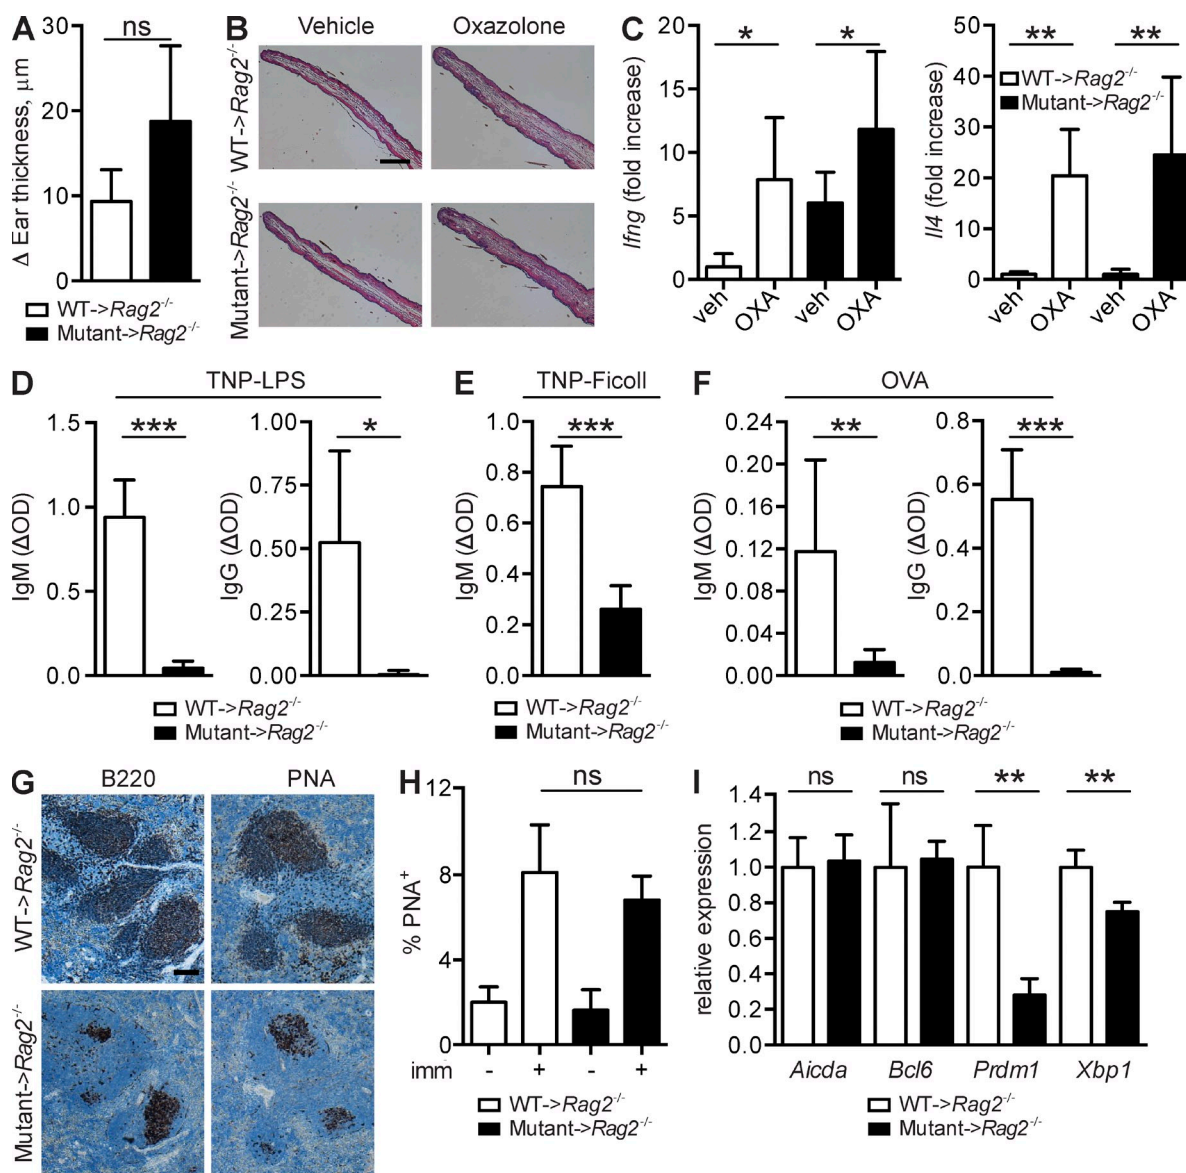 A
30
20
10
0
Δ Ear thickness, μm
ns
WT->Rag2-/-
Mutant->Rag2-/-
B
Vehicle
Oxazolone
WT->Rag2-/-
Mutant->Rag2-/-
C
20
15
10
5
0
Ifng (fold increase)
*
*
veh
OXA
veh
OXA
50
40
30
20
10
0
Il4 (fold increase)
**
**
WT->Rag2-/-
Mutant->Rag2-/-
veh
OXA
veh
OXA
D
TNP-LPS
1.5
1.0
0.5
0.0
IgM (ΔOD)
***
1.00
0.75
0.50
0.25
0.00
IgG (ΔOD)
*
WT->Rag2-/-
Mutant->Rag2-/-
E
TNP-Ficoll
1.0
0.8
0.6
0.4
0.2
0.0
IgM (ΔOD)
***
WT->Rag2-/-
Mutant->Rag2-/-
F
OVA
0.24
0.20
0.16
0.12
0.08
0.04
0.00
IgM (ΔOD)
**
0.8
0.6
0.4
0.2
0.0
IgG (ΔOD)
***
WT->Rag2-/-
Mutant->Rag2-/-
G
B220
PNA
WT->Rag2-/-
Mutant->Rag2-/-
H
12
8
4
0
% PNA+
ns
imm - + - +
WT->Rag2-/-
Mutant->Rag2-/-
I
1.4
1.2
1.0
0.8
0.6
0.4
0.2
0.0
relative expression
ns
ns
**
**
Aicda
Bcl6
Prdm1
Xbp1
WT->Rag2-/-
Mutant->Rag2-/-